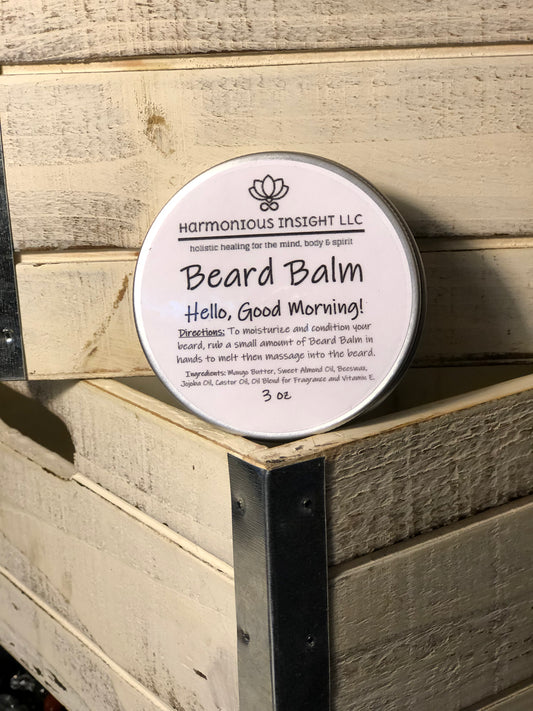 HARMONIOUS INSIGHT LLC
holistic healing for the mind, body & spirit
Beard Balm
Hello, Good Morning!
Directions: To moisturize and condition your
beard, rub a small amount of Beard Balm in
hands to melt then massage into the beard.
Ingredients: Mango Butter, Sweet Almond Oil, Beeswax,
Jojoba Oil, Castor Oil, Oil Blend for Fragrance and Vitamin E.
3 oz